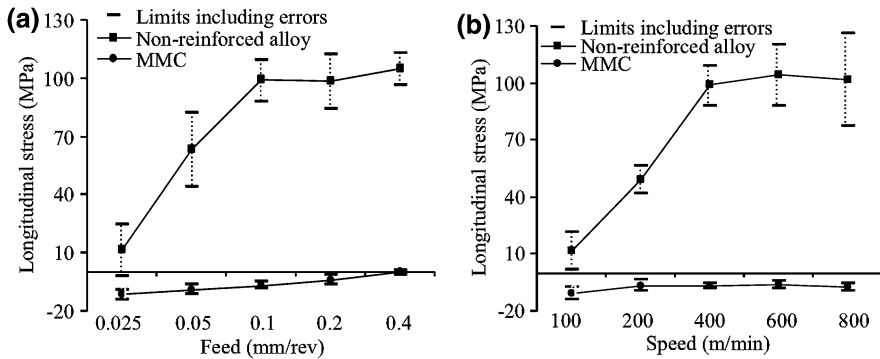 (a)
Limits including errors
Non-reinforced alloy
MMC
Longitudinal stress (MPa)
130
100
70
40
10
-20
0.025 0.05 0.1 0.2 0.4
Feed (mm/rev)
(b)
Limits including errors
Non-reinforced alloy
MMC
Longitudinal stress (MPa)
130
100
70
40
10
-20
100 200 400 600 800
Speed (m/min)